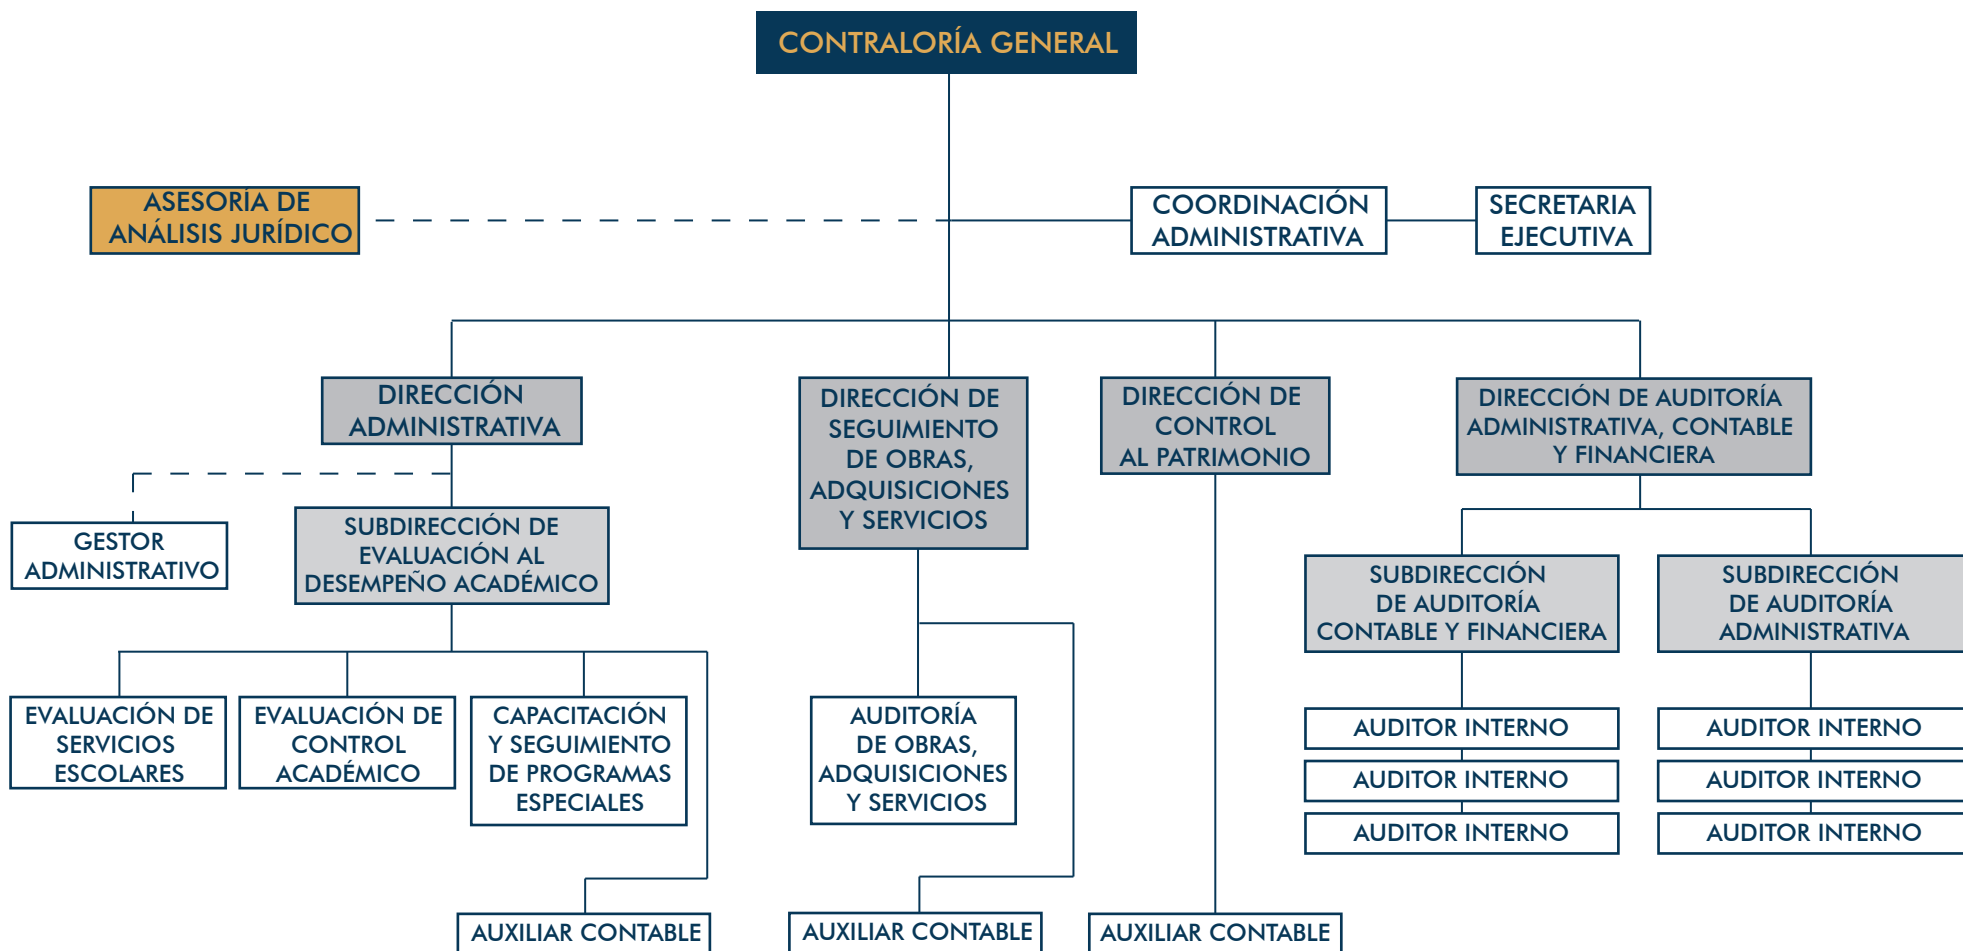 CONTRALORÍA GENERAL
ASESORÍA DE
ANÁLISIS JURÍDICO
COORDINACIÓN
ADMINISTRATIVA
SECRETARIA
EJECUTIVA
DIRECCIÓN
ADMINISTRATIVA
DIRECCIÓN DE
SEGUIMIENTO
DE OBRAS,
ADQUISICIONES
Y SERVICIOS
DIRECCIÓN DE
CONTROL
AL PATRIMONIO
DIRECCIÓN DE AUDITORÍA
ADMINISTRATIVA, CONTABLE
Y FINANCIERA
GESTOR
ADMINISTRATIVO
SUBDIRECCIÓN DE
EVALUACIÓN AL
DESEMPEÑO ACADÉMICO
SUBDIRECCIÓN
DE AUDITORÍA
CONTABLE Y FINANCIERA
SUBDIRECCIÓN
DE AUDITORÍA
ADMINISTRATIVA
EVALUACIÓN DE
SERVICIOS
ESCOLARES
EVALUACIÓN DE
CONTROL
ACADÉMICO
CAPACITACIÓN
Y SEGUIMIENTO
DE PROGRAMAS
ESPECIALES
AUDITORÍA
DE OBRAS,
ADQUISICIONES
Y SERVICIOS
AUDITOR INTERNO
AUDITOR INTERNO
AUDITOR INTERNO
AUDITOR INTERNO
AUDITOR INTERNO
AUDITOR INTERNO
AUXILIAR CONTABLE
AUXILIAR CONTABLE
AUXILIAR CONTABLE